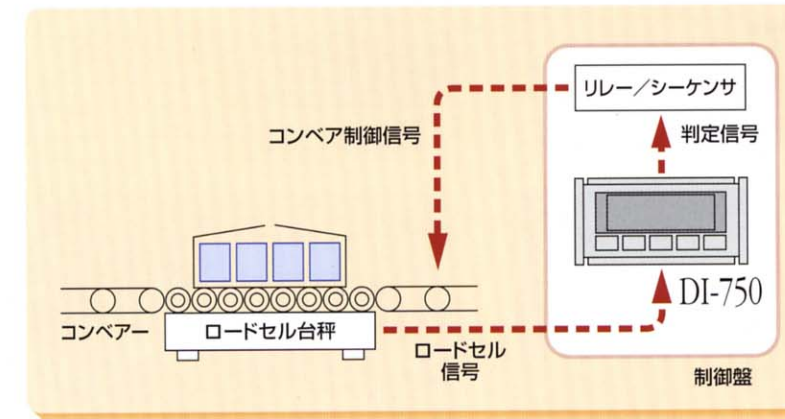 リレー／シーケンサ
コンベア制御信号
判定信号
DI-750
コンベアー
ロードセル台秤
ロードセル
信号
制御盤